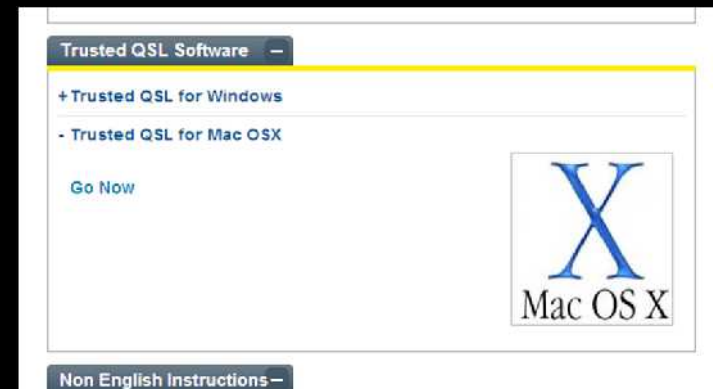 Trusted QSL Software –
+ Trusted QSL for Windows
- Trusted QSL for Mac OSX
Go Now
X
Mac OS X
Non English Instructions –